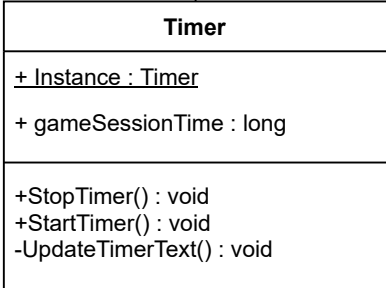 Timer
+ Instance : Timer
+ gameSessionTime : long
+StopTimer() : void
+StartTimer() : void
-UpdateTimerText() : void